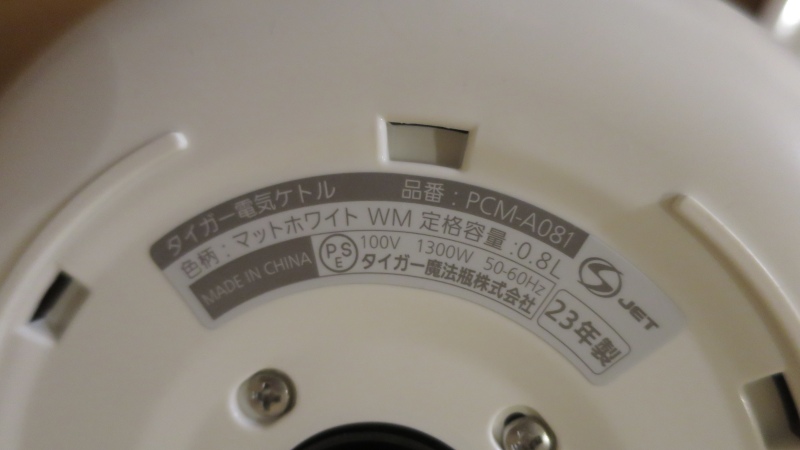 タイガー電気ケトル 品番：PCM-A081
色柄：マットホワイト WM 定格容量：0.8L
MADE IN CHINA
PSE
100V 1300W 50-60Hz
タイガー魔法瓶株式会社
23年製
JET